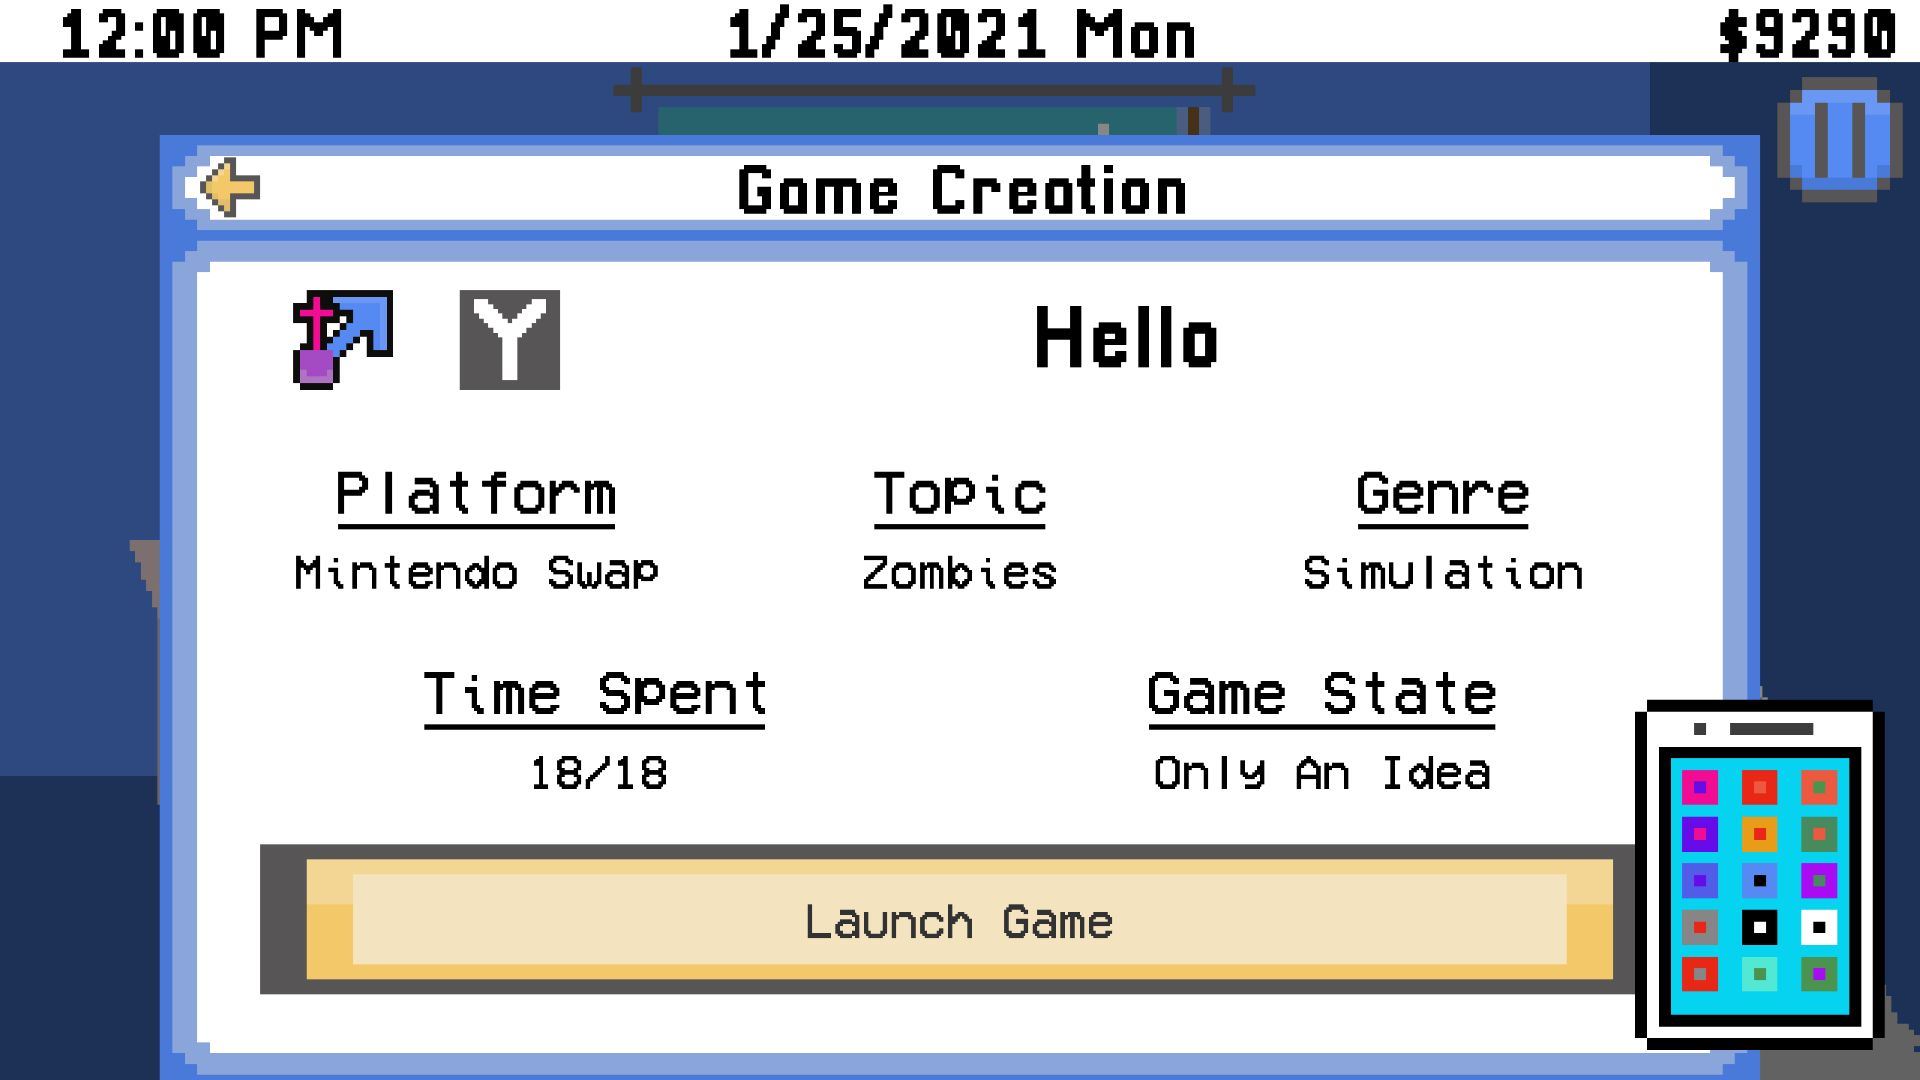 12:00 PM 1/25/2021 Mon $9290
Game Creation
Y Hello
Platform Topic Genre
Mintendo Swap Zombies Simulation
Time Spent Game State
18/18 Only An Idea
Launch Game